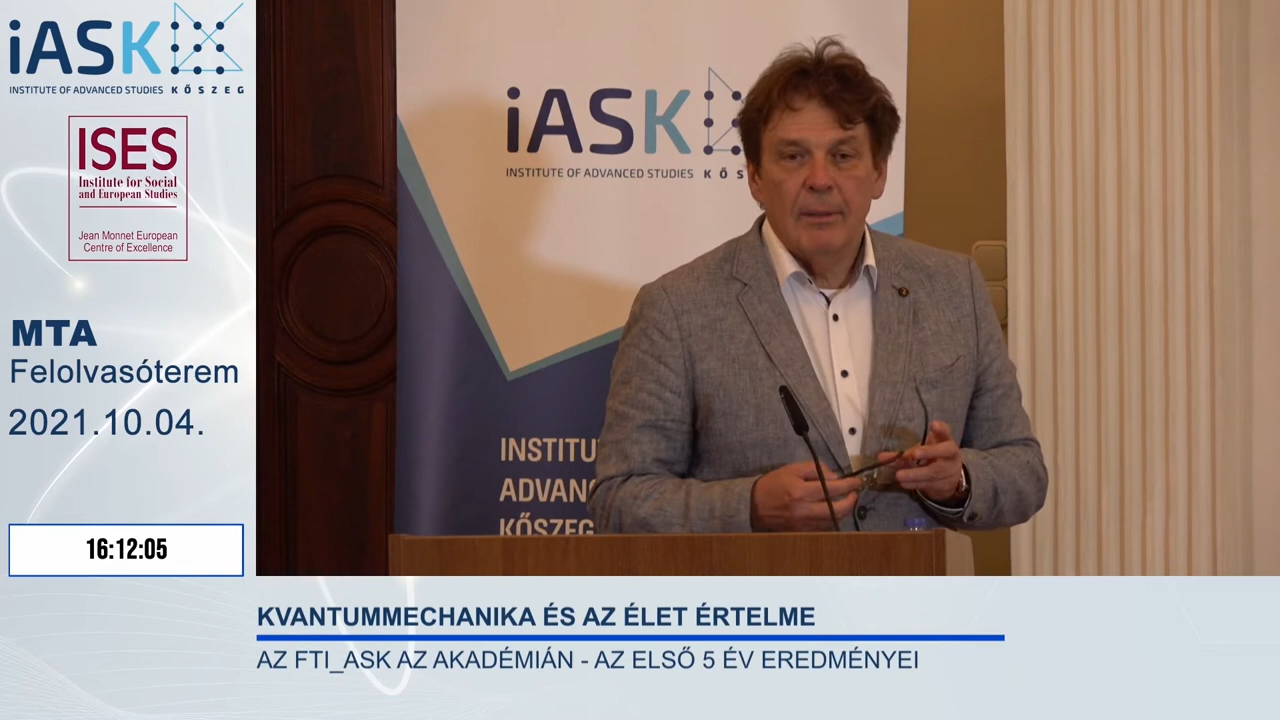 iASK
INSTITUTE OF ADVANCED STUDIES KŐSZEG
ISES
Institute for Social
and European Studies
Jean Monnet European
Centre of Excellence
MTA
Felolvasóterem
2021.10.04.
16:12:05
iASK
INSTITUTE OF ADVANCED STUDIES KŐS
INSTITU
ADVANC
KŐSZEG
KVANTUMMECHANIKA ÉS AZ ÉLET ÉRTELME
AZ FTI_ASK AZ AKADÉMIÁN - AZ ELSŐ 5 ÉV EREDMÉNYEI